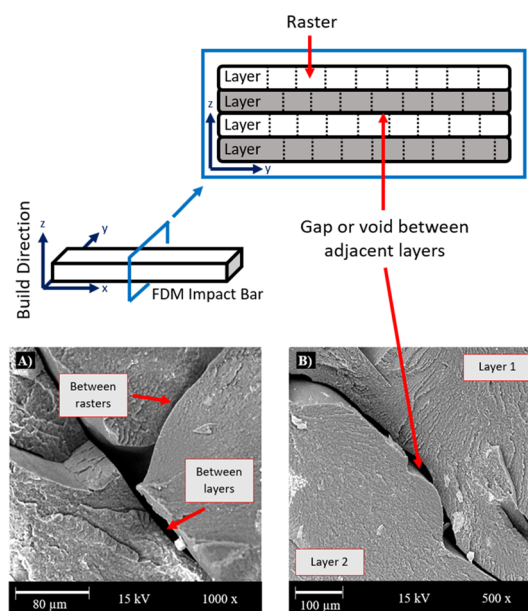 Raster
Layer
Layer
Layer
Layer
z
y
Gap or void between
adjacent layers
Build Direction
z
y
x
FDM Impact Bar
A)
Between
rasters
Between
layers
80 µm
15 kV
1000 x
B)
Layer 1
Layer 2
100 µm
15 kV
500 x